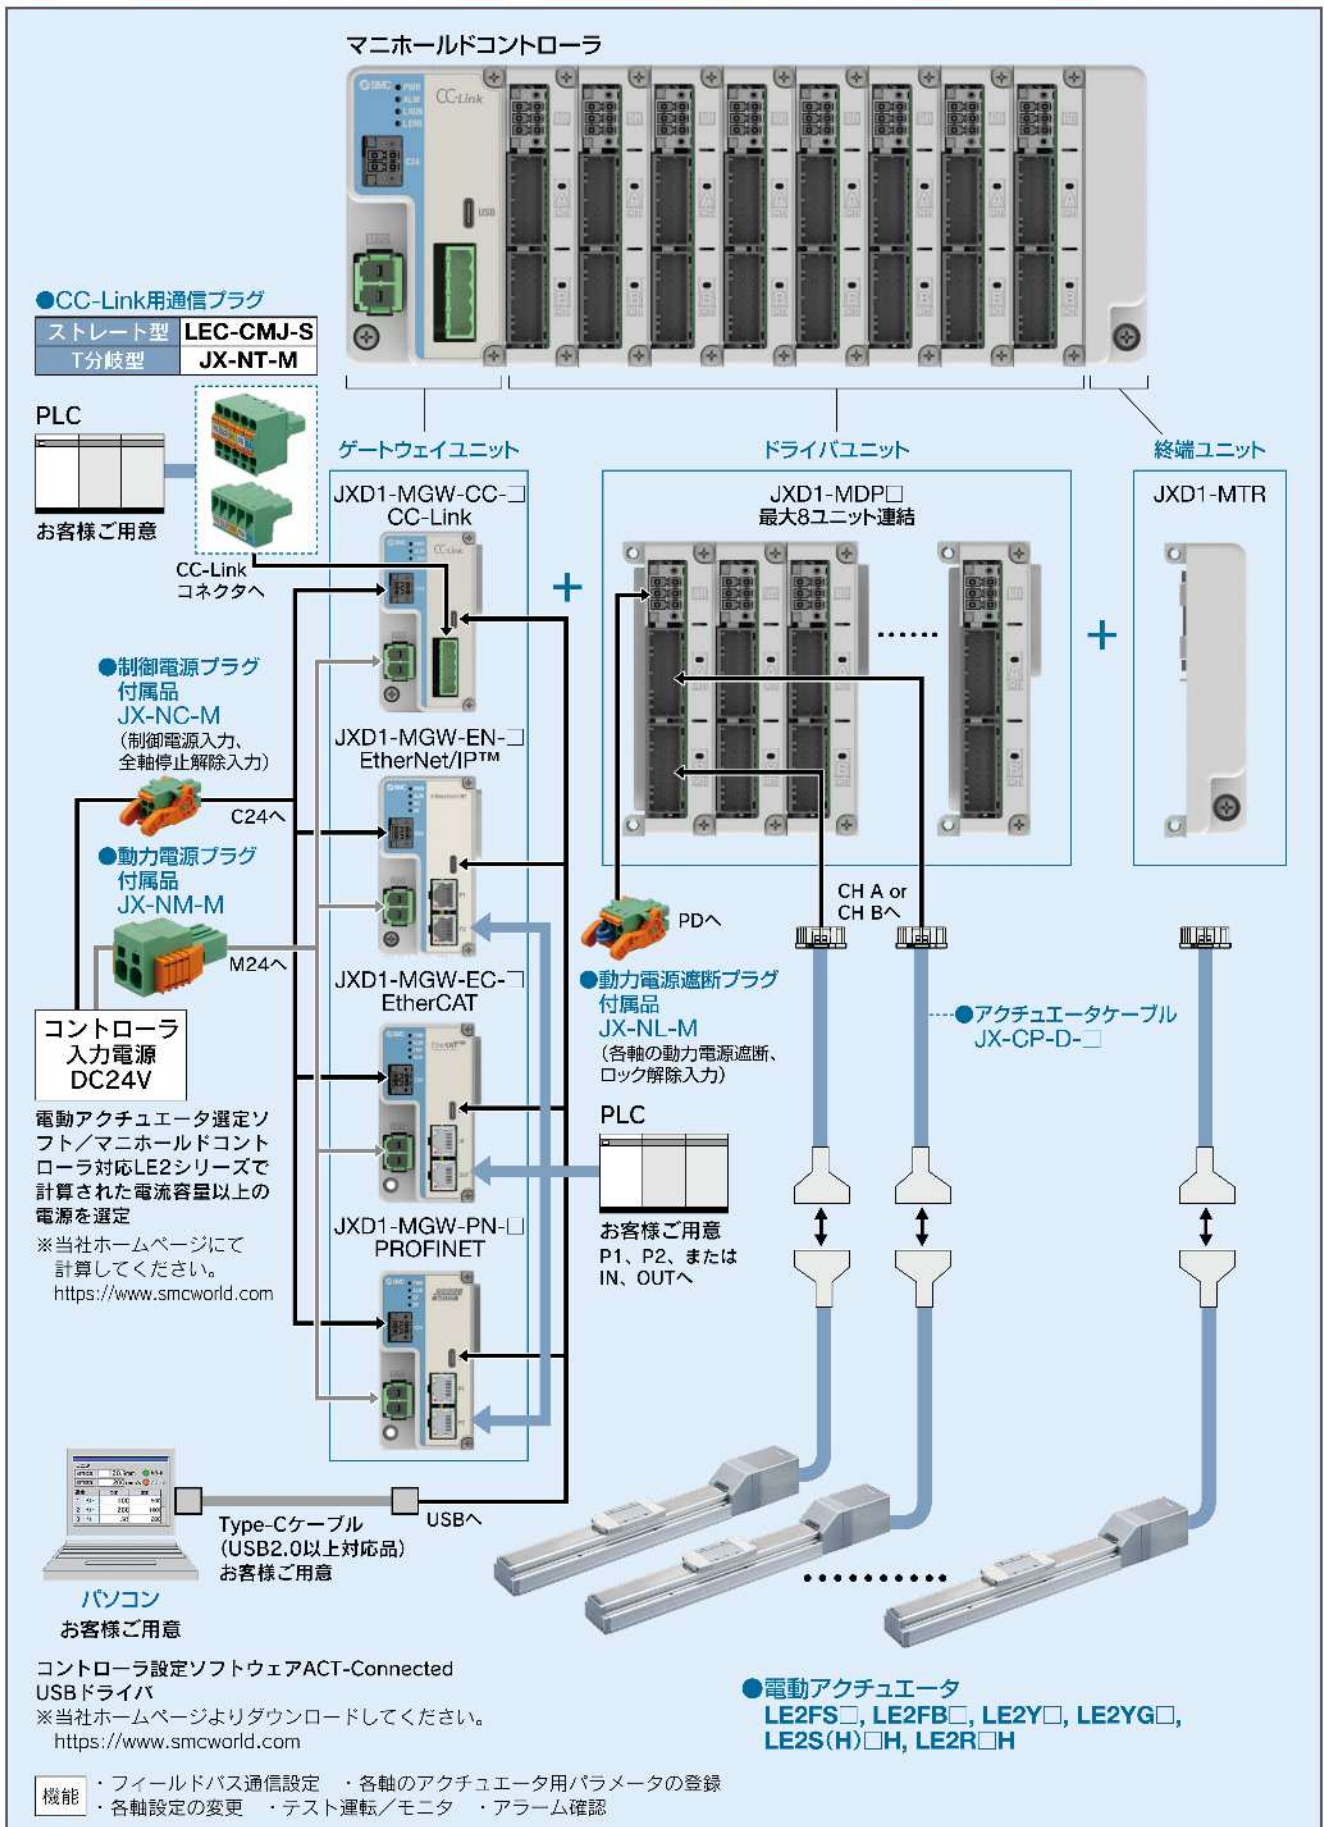 マニホールドコントローラ
SMC
PWR
ALM
L RUN
L ERR
CC-Link
C24
USB
●CC-Link用通信プラグ
ストレート型 LEC-CMJ-S
T分岐型 JX-NT-M
PLC
お客様ご用意
CC-Link
コネクタへ
ゲートウェイユニット
ドライバユニット
終端ユニット
JXD1-MGW-CC-□
CC-Link
JXD1-MDP□
最大8ユニット連結
JXD1-MTR
+
+
●制御電源プラグ
付属品
JX-NC-M
(制御電源入力、
全軸停止解除入力)
C24へ
●動力電源プラグ
付属品
JX-NM-M
M24へ
JXD1-MGW-EN-□
EtherNet/IP™
JXD1-MGW-EC-□
EtherCAT
JXD1-MGW-PN-□
PROFINET
コントローラ
入力電源
DC24V
電動アクチュエータ選定ソ
フト/マニホールドコント
ローラ対応LE2シリーズで
計算された電流容量以上の
電源を選定
※当社ホームページにて
計算してください。
https://www.smcworld.com
PDへ
●動力電源遮断プラグ
付属品
JX-NL-M
(各軸の動力電源遮断、
ロック解除入力)
CH A or
CH Bへ
●アクチュエータケーブル
JX-CP-D-□
PLC
お客様ご用意
P1、P2、または
IN、OUTへ
Type-Cケーブル
(USB2.0以上対応品)
お客様ご用意
USBへ
パソコン
お客様ご用意
コントローラ設定ソフトウェアACT-Connected
USBドライバ
※当社ホームページよりダウンロードしてください。
https://www.smcworld.com
●電動アクチュエータ
LE2FS□, LE2FB□, LE2Y□, LE2YG□,
LE2S(H)□H, LE2R□H
機能
・フィールドバス通信設定 ・各軸のアクチュエータ用パラメータの登録
・各軸設定の変更 ・テスト運転/モニタ ・アラーム確認